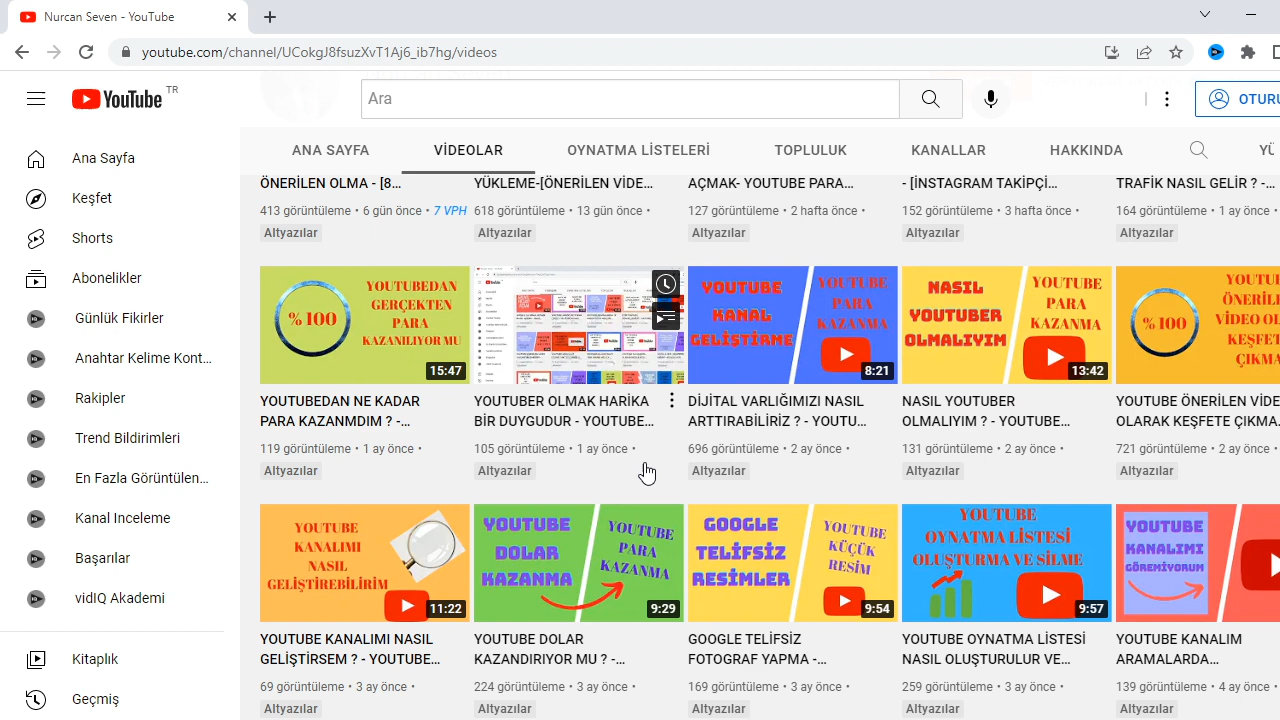 Nurcan Seven - YouTube
youtube.com/channel/UCokgJ8fsuzXvT1Aj6_ib7hg/videos
YouTube TR
Ara
OTURU
ANA SAYFA
VİDEOLAR
OYNATMA LİSTELERİ
TOPLULUK
KANALLAR
HAKKINDA
Ana Sayfa
Keşfet
Shorts
Abonelikler
Günlük Fikirler
Anahtar Kelime Kont...
Rakipler
Trend Bildirimleri
En Fazla Görüntülen...
Kanal Inceleme
Başarılar
vidIQ Akademi
Kitaplık
Geçmiş
ÖNERİLEN OLMA - [8...
413 görüntüleme • 6 gün önce • 7 VPH
Altyazılar
YÜKLEME-[ÖNERİLEN VİDE...
618 görüntüleme • 13 gün önce •
Altyazılar
AÇMAK- YOUTUBE PARA...
127 görüntüleme • 2 hafta önce •
Altyazılar
- [İNSTAGRAM TAKİPÇİ...
152 görüntüleme • 3 hafta önce •
Altyazılar
TRAFİK NASIL GELİR ? -...
164 görüntüleme • 1 ay önce •
Altyazılar
%100
YOUTUBEDAN
GERÇEKTEN
PARA
KAZANILIYOR MU
15:47
YOUTUBEDAN NE KADAR
PARA KAZANMDIM ? -...
119 görüntüleme • 1 ay önce •
Altyazılar
YOUTUBER OLMAK HARİKA
BİR DUYGUDUR - YOUTUBE...
105 görüntüleme • 1 ay önce •
Altyazılar
YOUTUBE
KANAL
GELİŞTİRME
YOUTUBE
PARA
KAZANMA
8:21
DİJİTAL VARLIĞIMIZI NASIL
ARTTIRABİLİRİZ ? - YOUTU...
696 görüntüleme • 2 ay önce •
Altyazılar
NASIL
YOUTUBER
OLMALIYIM
YOUTUBE
PARA
KAZANMA
13:42
NASIL YOUTUBER
OLMALIYIM ? - YOUTUBE...
131 görüntüleme • 2 ay önce •
Altyazılar
%100
YOUTU
ÖNERİL
VİDEO OL
KEŞFET
ÇIKMA
YOUTUBE ÖNERİLEN VİDE
OLARAK KEŞFETE ÇIKMA.
721 görüntüleme • 2 ay önce •
Altyazılar
YOUTUBE
KANALIMI
NASIL
GELİŞTİREBİLİRİM
11:22
YOUTUBE KANALIMI NASIL
GELİŞTİRSEM ? - YOUTUBE...
69 görüntüleme • 3 ay önce •
Altyazılar
YOUTUBE
DOLAR
KAZANMA
YOUTUBE
PARA
KAZANMA
9:29
YOUTUBE DOLAR
KAZANDIRIYOR MU ? -...
224 görüntüleme • 3 ay önce •
Altyazılar
GOOGLE
TELİFSİZ
RESİMLER
YOUTUBE
KÜÇÜK
RESİM
9:54
GOOGLE TELİFSİZ
FOTOGRAF YAPMA -...
169 görüntüleme • 3 ay önce •
Altyazılar
YOUTUBE
OYNATMA LİSTESİ
OLUŞTURMA VE SİLME
9:57
YOUTUBE OYNATMA LİSTESİ
NASIL OLUŞTURULUR VE...
259 görüntüleme • 3 ay önce •
Altyazılar
YOUTUBE
KANALIMI
GÖREMİYORUM
YOUTUBE KANALIM
ARAMALARDA...
139 görüntüleme • 4 ay önce •
Altyazılar